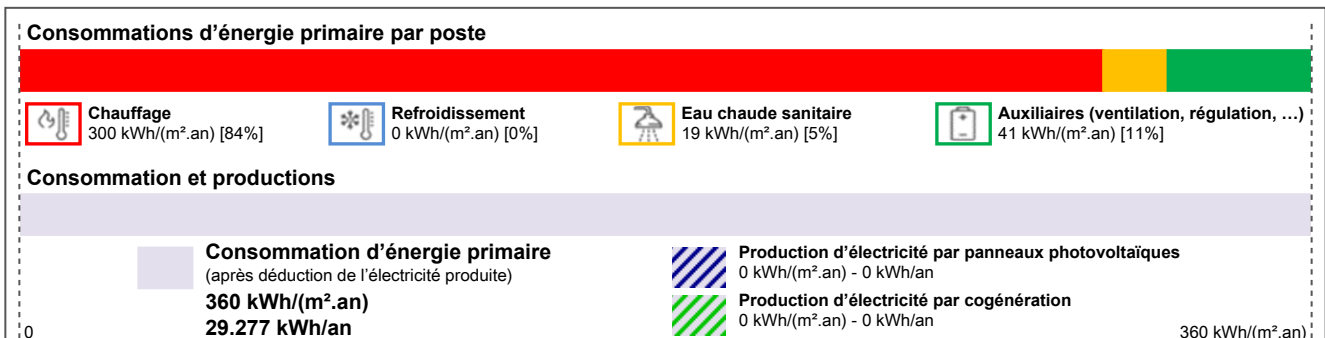 Consommations d'énergie primaire par poste
Chauffage
300 kWh/(m².an) [84%]
Refroidissement
0 kWh/(m².an) [0%]
Eau chaude sanitaire
19 kWh/(m².an) [5%]
Auxiliaires (ventilation, régulation, …)
41 kWh/(m².an) [11%]
Consommation et productions
Consommation d'énergie primaire
(après déduction de l'électricité produite)
360 kWh/(m².an)
29.277 kWh/an
Production d'électricité par panneaux photovoltaïques
0 kWh/(m².an) - 0 kWh/an
Production d'électricité par cogénération
0 kWh/(m².an) - 0 kWh/an
0
360 kWh/(m².an)